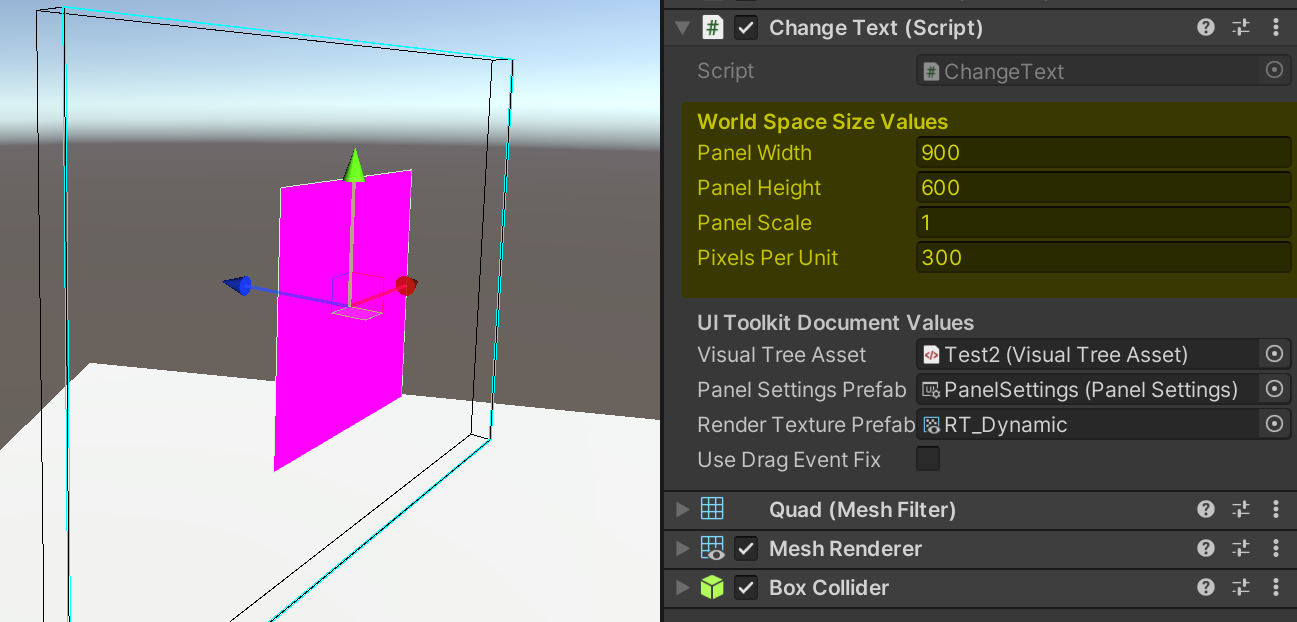 Change Text (Script)
Script ChangeText
World Space Size Values
Panel Width 900
Panel Height 600
Panel Scale 1
Pixels Per Unit 300
UI Toolkit Document Values
Visual Tree Asset Test2 (Visual Tree Asset)
Panel Settings Prefab PanelSettings (Panel Settings)
Render Texture Prefab RT_Dynamic
Use Drag Event Fix
Quad (Mesh Filter)
Mesh Renderer
Box Collider